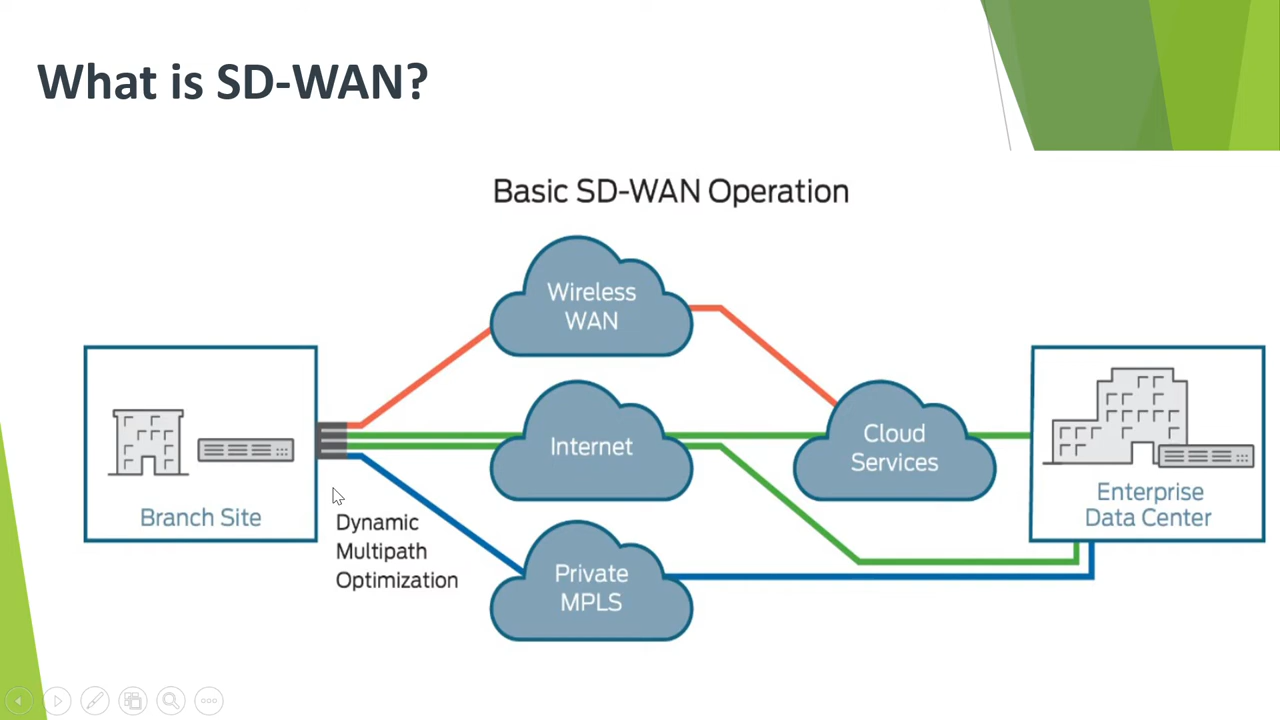 What is SD-WAN?
Basic SD-WAN Operation
Wireless
WAN
Internet
Cloud
Services
Branch Site
Enterprise
Data Center
Dynamic
Multipath
Optimization
Private
MPLS